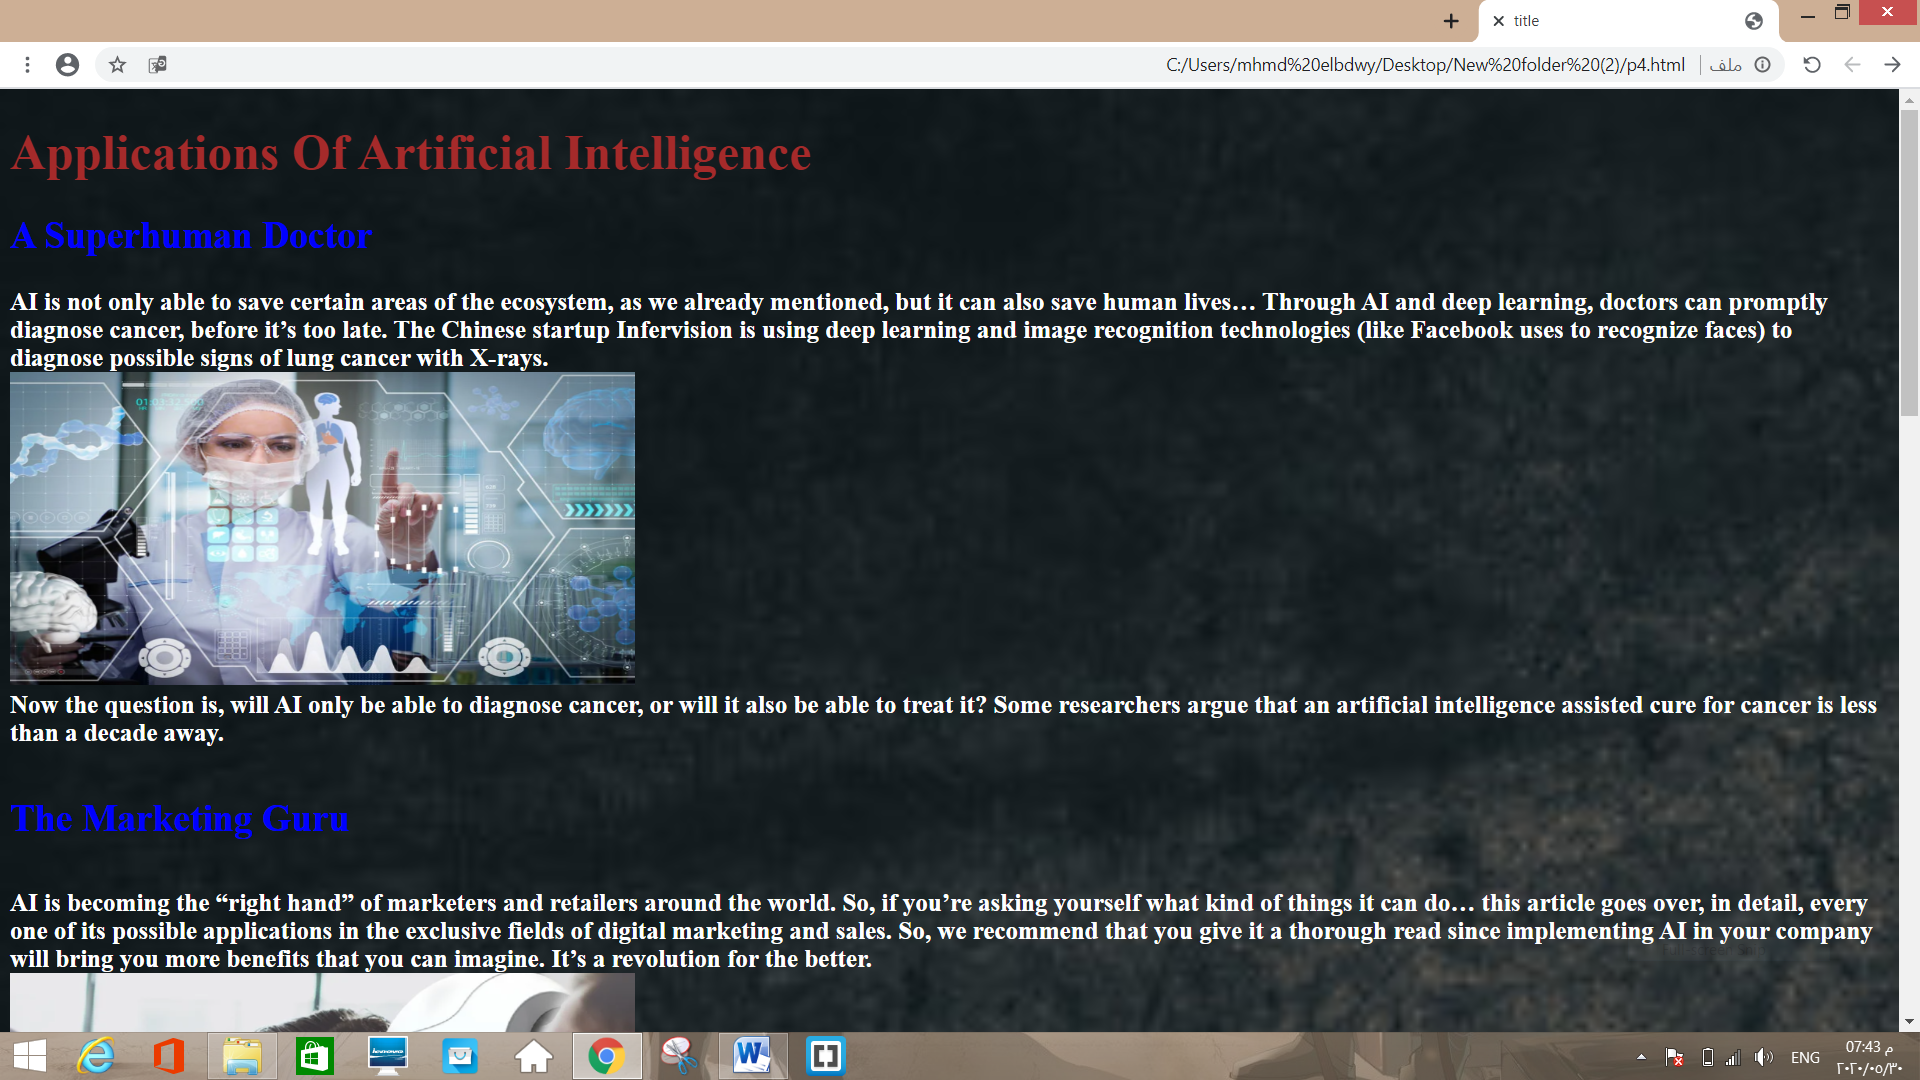 title
C:/Users/mhmd%20elbdwy/Desktop/New%20folder%20(2)/p4.html
ملف
Applications Of Artificial Intelligence
A Superhuman Doctor
AI is not only able to save certain areas of the ecosystem, as we already mentioned, but it can also save human lives… Through AI and deep learning, doctors can promptly
diagnose cancer, before it’s too late. The Chinese startup Infervision is using deep learning and image recognition technologies (like Facebook uses to recognize faces) to
diagnose possible signs of lung cancer with X-rays.
Now the question is, will AI only be able to diagnose cancer, or will it also be able to treat it? Some researchers argue that an artificial intelligence assisted cure for cancer is less
than a decade away.
The Marketing Guru
AI is becoming the “right hand” of marketers and retailers around the world. So, if you’re asking yourself what kind of things it can do… this article goes over, in detail, every
one of its possible applications in the exclusive fields of digital marketing and sales. So, we recommend that you give it a thorough read since implementing AI in your company
will bring you more benefits that you can imagine. It’s a revolution for the better.
ENG
07:43 م
٢٠٢٠/٠٥/٣٠